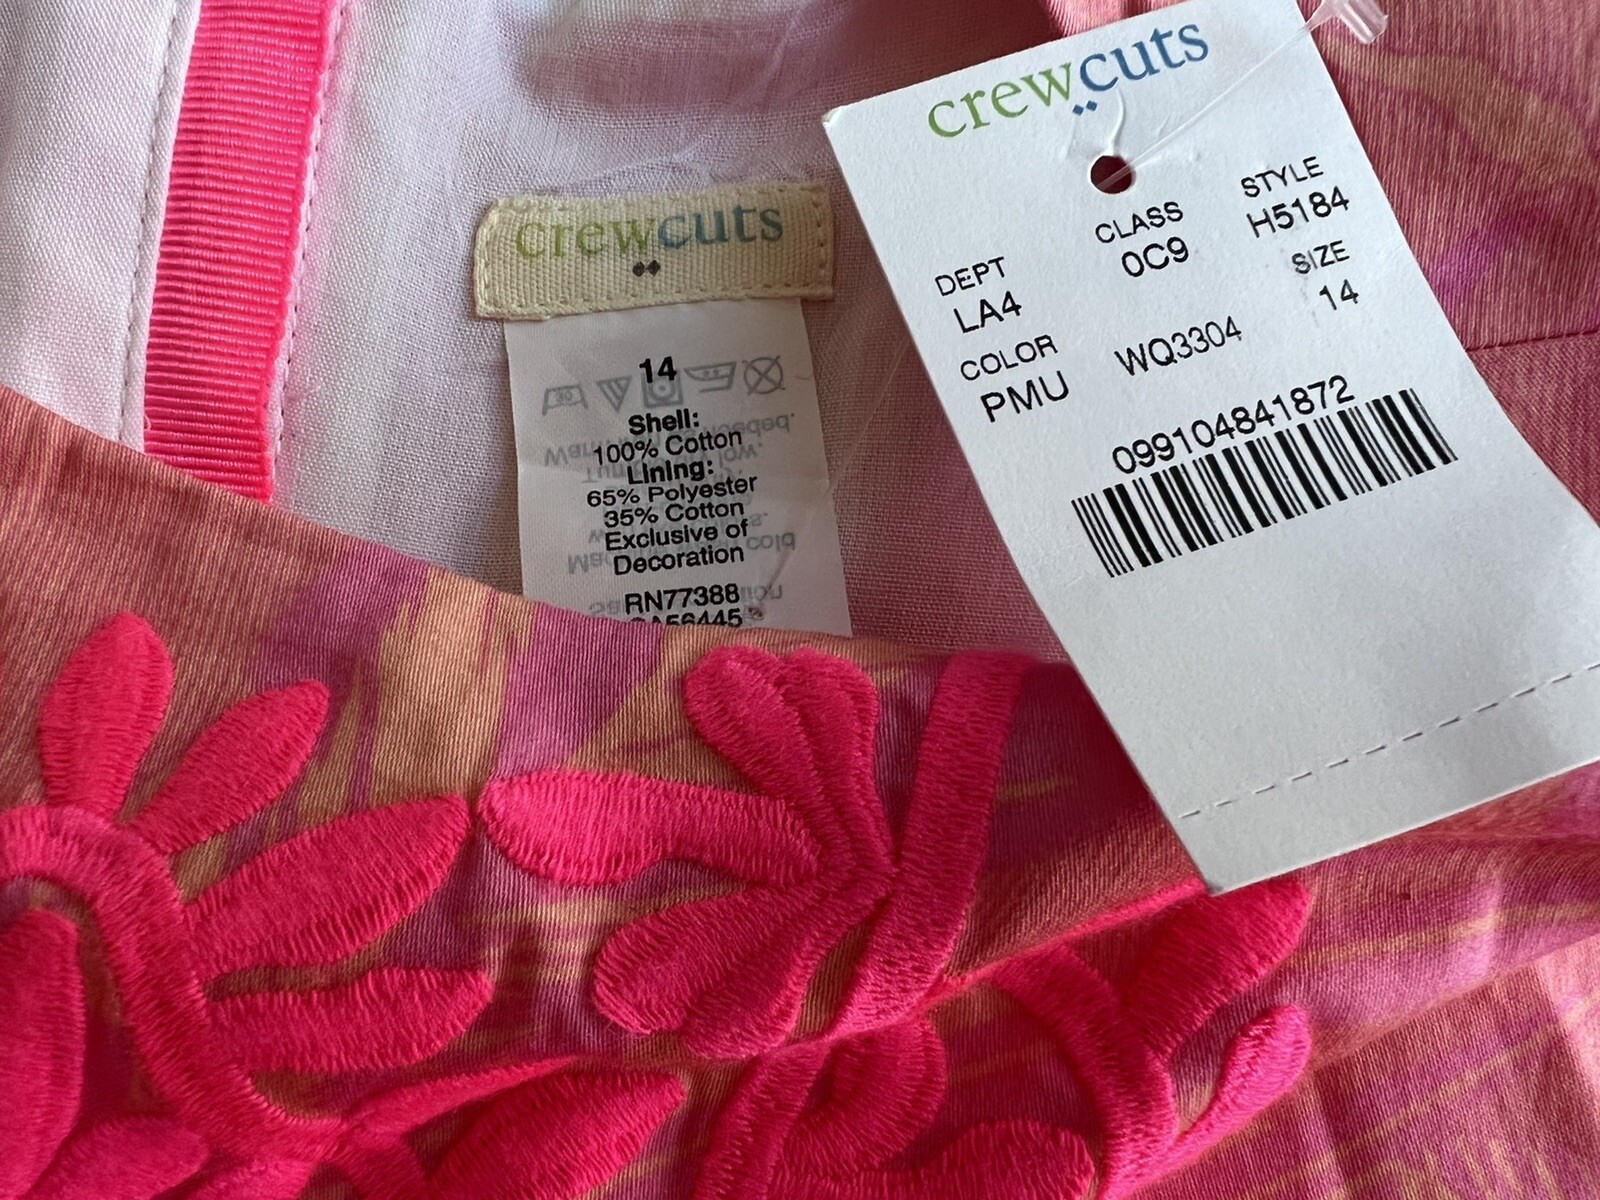 crewcuts
DEPT CLASS STYLE
LA4 0C9 H5184
COLOR SIZE
PMU WQ3304 14
099104841872
crewcuts
14
Shell:
100% Cotton
Lining:
65% Polyester
35% Cotton
Exclusive of
Decoration
RN77388